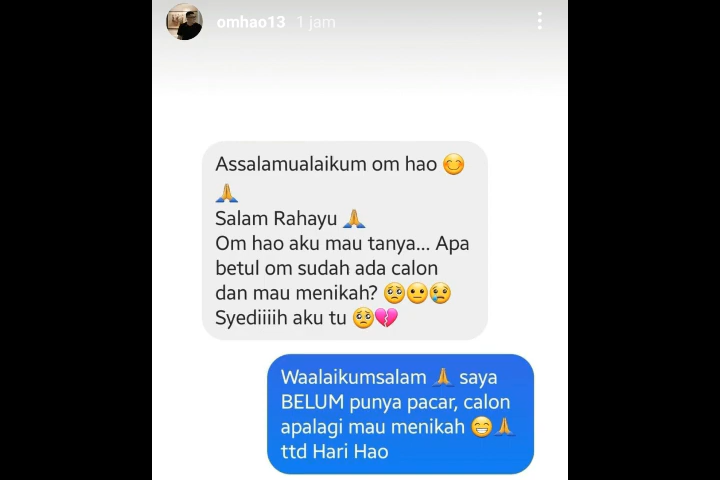 omhao13 1 jam
Assalamualaikum om hao 😊
🙏
Salam Rahayu 🙏
Om hao aku mau tanya... Apa
betul om sudah ada calon
dan mau menikah? 🥺😐😢
Syediiiih aku tu 🥺💔
Waalaikumsalam 🙏 saya
BELUM punya pacar, calon
apalagi mau menikah 😁🙏
ttd Hari Hao